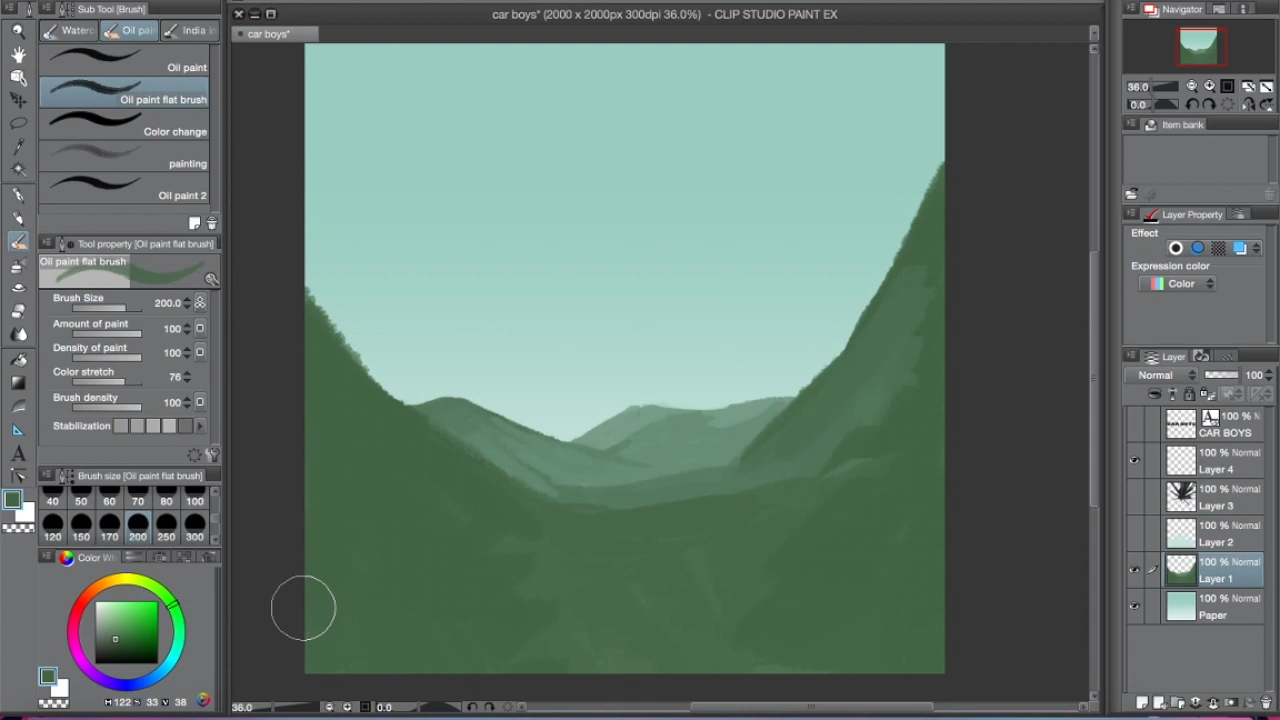 Sub Tool [Brush]
car boys* (2000 x 2000px 300dpi 36.0%) - CLIP STUDIO PAINT EX
Navigator
Waterc
Oil pai
India in
car boys*
Oil paint
Oil paint flat brush
Color change
painting
Oil paint 2
36.0
0.0
Item bank
Tool property [Oil paint flat brush]
Oil paint flat brush
Brush Size 200.0
Amount of paint 100
Density of paint 100
Color stretch 76
Brush density 100
Stabilization
Layer Property
Effect
Expression color
Color
Layer
Normal 100
100 % N
CAR BOYS
CAR BOYS
100 % Normal
Layer 4
100 % Normal
Layer 3
100 % Normal
Layer 2
100 % Normal
Layer 1
100 % Normal
Paper
Brush size [Oil paint flat brush]
40 50 60 70 80 100
120 150 170 200 250 300
Color Wh
H 122 S 33 V 38
36.0 0.0